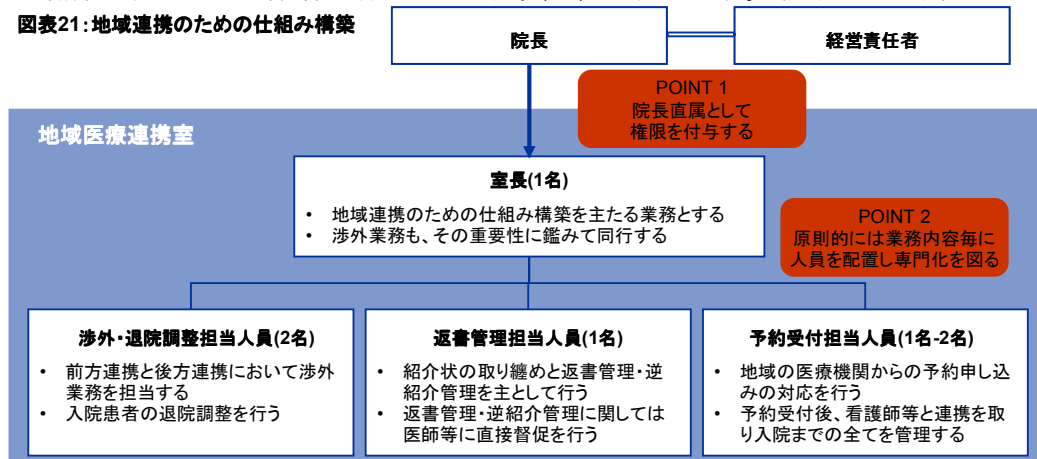 図表21:地域連携のための仕組み構築
院長
経営責任者
POINT 1
院長直属として
権限を付与する
地域医療連携室
室長(1名)
• 地域連携のための仕組み構築を主たる業務とする
• 渉外業務も、その重要性に鑑みて同行する
POINT 2
原則的には業務内容毎に
人員を配置し専門化を図る
渉外・退院調整担当人員(2名)
• 前方連携と後方連携において渉外
業務を担当する
• 入院患者の退院調整を行う
返書管理担当人員(1名)
• 紹介状の取り纏めと返書管理・逆
紹介管理を主として行う
• 返書管理・逆紹介管理に関しては
医師等に直接督促を行う
予約受付担当人員(1名-2名)
• 地域の医療機関からの予約申し込
みの対応を行う
• 予約受付後、看護師等と連携を取
り入院までの全てを管理する